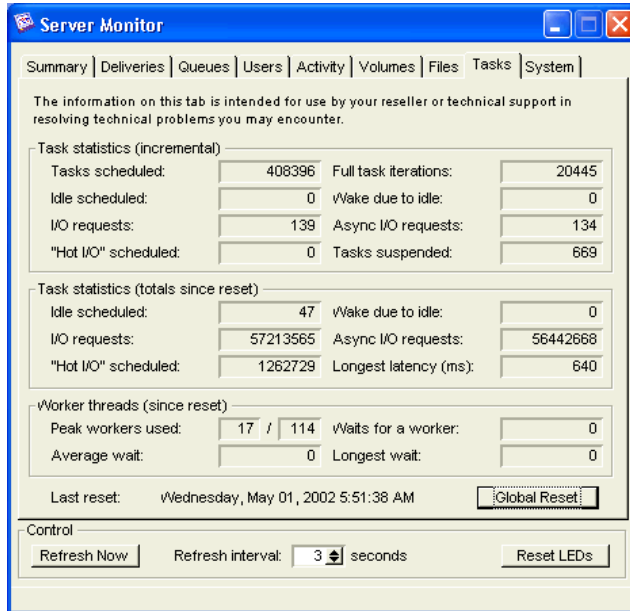 Server Monitor
Summary Deliveries Queues Users Activity Volumes Files Tasks System
The information on this tab is intended for use by your reseller or technical support in
resolving technical problems you may encounter.
Task statistics (incremental)
Tasks scheduled: 408396 Full task iterations: 20445
Idle scheduled: 0 Wake due to idle: 0
I/O requests: 139 Async I/O requests: 134
"Hot I/O" scheduled: 0 Tasks suspended: 669
Task statistics (totals since reset)
Idle scheduled: 47 Wake due to idle: 0
I/O requests: 57213565 Async I/O requests: 56442668
"Hot I/O" scheduled: 1262729 Longest latency (ms): 640
Worker threads (since reset)
Peak workers used: 17 / 114 Waits for a worker: 0
Average wait: 0 Longest wait: 0
Last reset: Wednesday, May 01, 2002 5:51:38 AM Global Reset
Control
Refresh Now Refresh interval: 3 seconds Reset LEDs